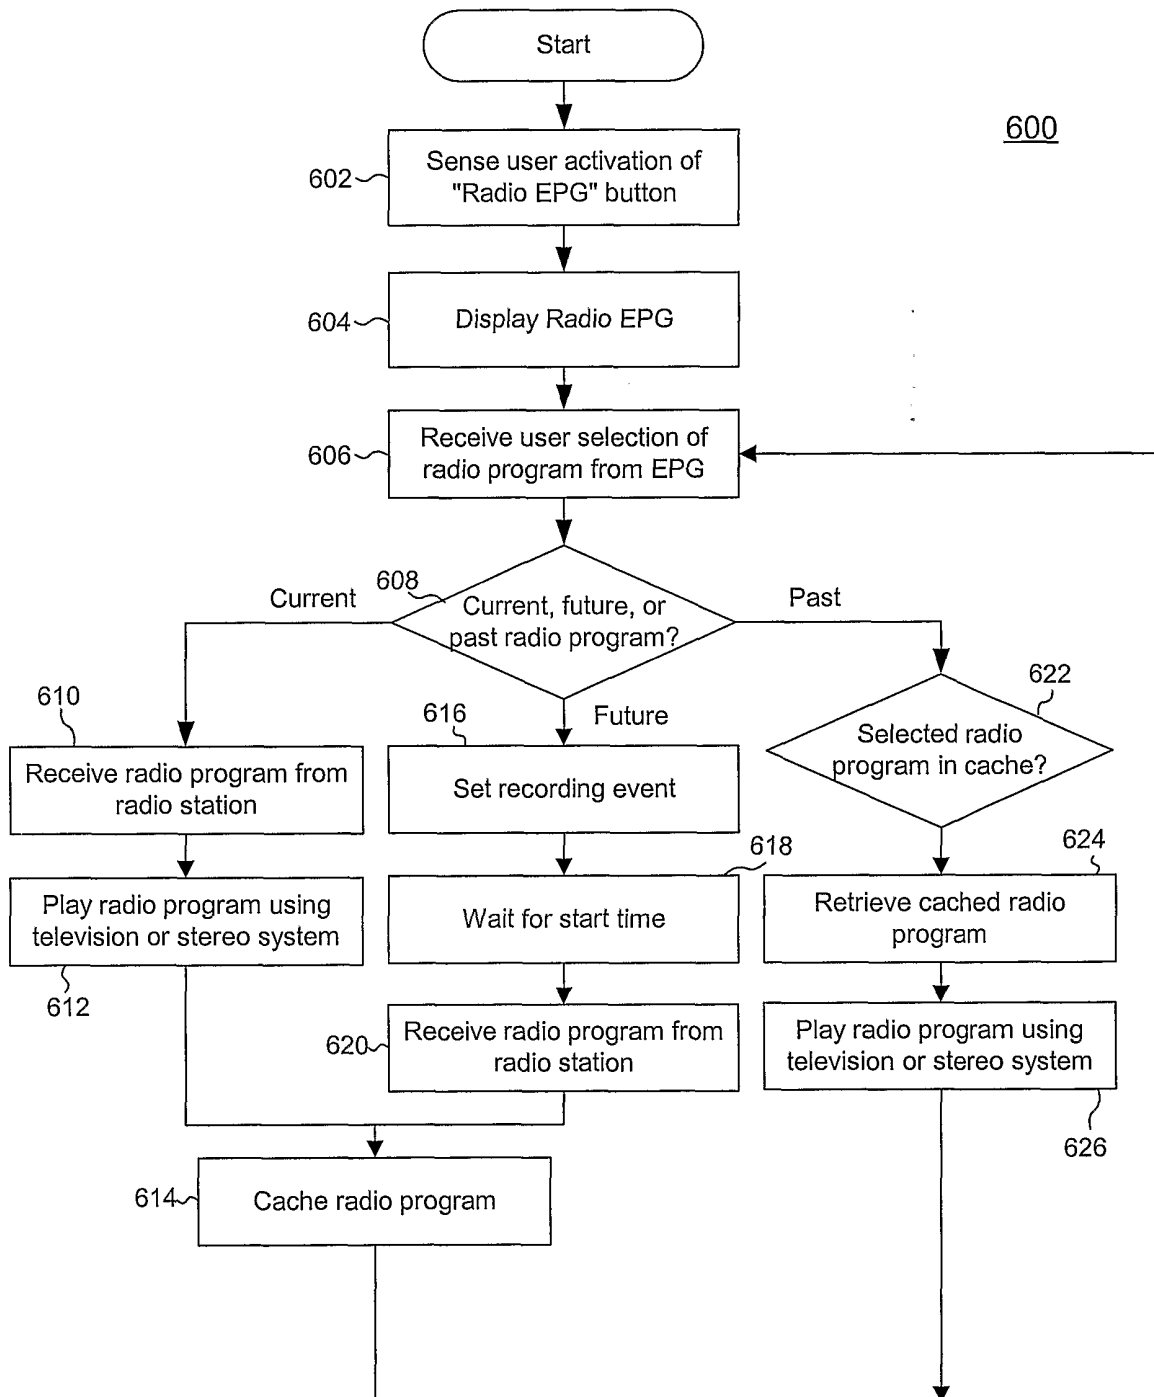 Start
600
602
Sense user activation of
"Radio EPG" button
604
Display Radio EPG
606
Receive user selection of
radio program from EPG
608
Current
Current, future, or
past radio program?
Past
610
616
Future
622
Receive radio program from
radio station
Set recording event
Selected radio
program in cache?
618
624
Play radio program using
television or stereo system
612
Wait for start time
Retrieve cached radio
program
620
Receive radio program from
radio station
Play radio program using
television or stereo system
626
614
Cache radio program